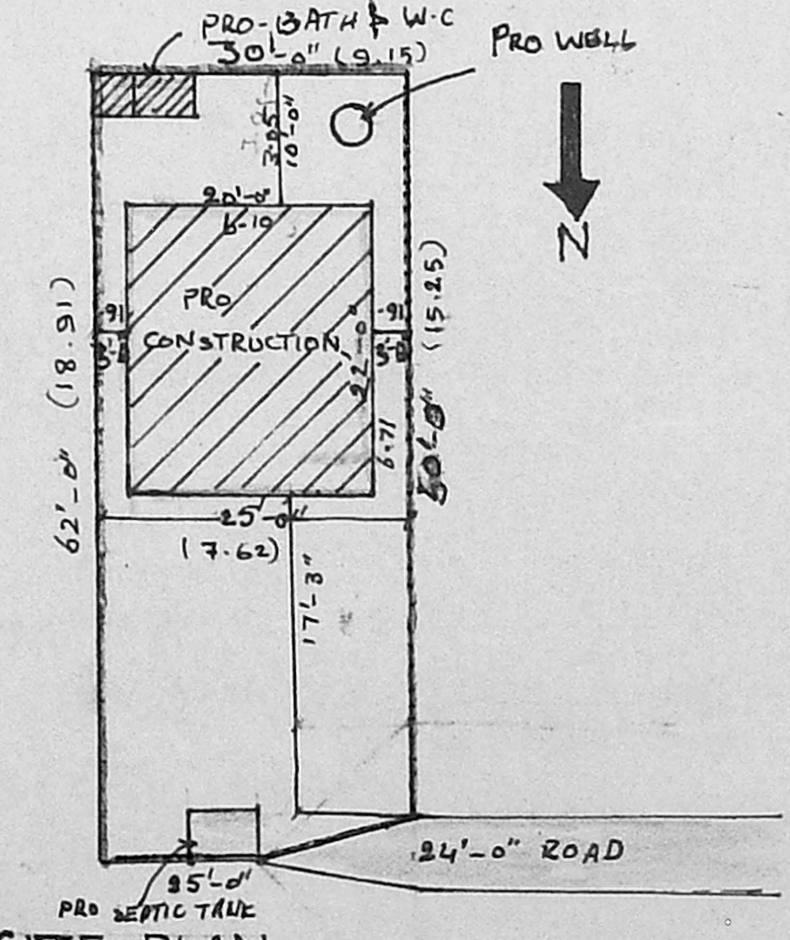 PRO-BATH & W.C
30'-0" (9.15)
PRO WELL
3.05
10'-0"
N
20'-0"
6-10
PRO
CONSTRUCTION
.91
3'-0
.91
3'-0
22'-0
6.71
62'-0" (18.91)
50'-0" (15.25)
25'-0"
(7.62)
17'-3"
24'-0" ROAD
25'-0"
PRO SEPTIC TANK
SITE PLAN